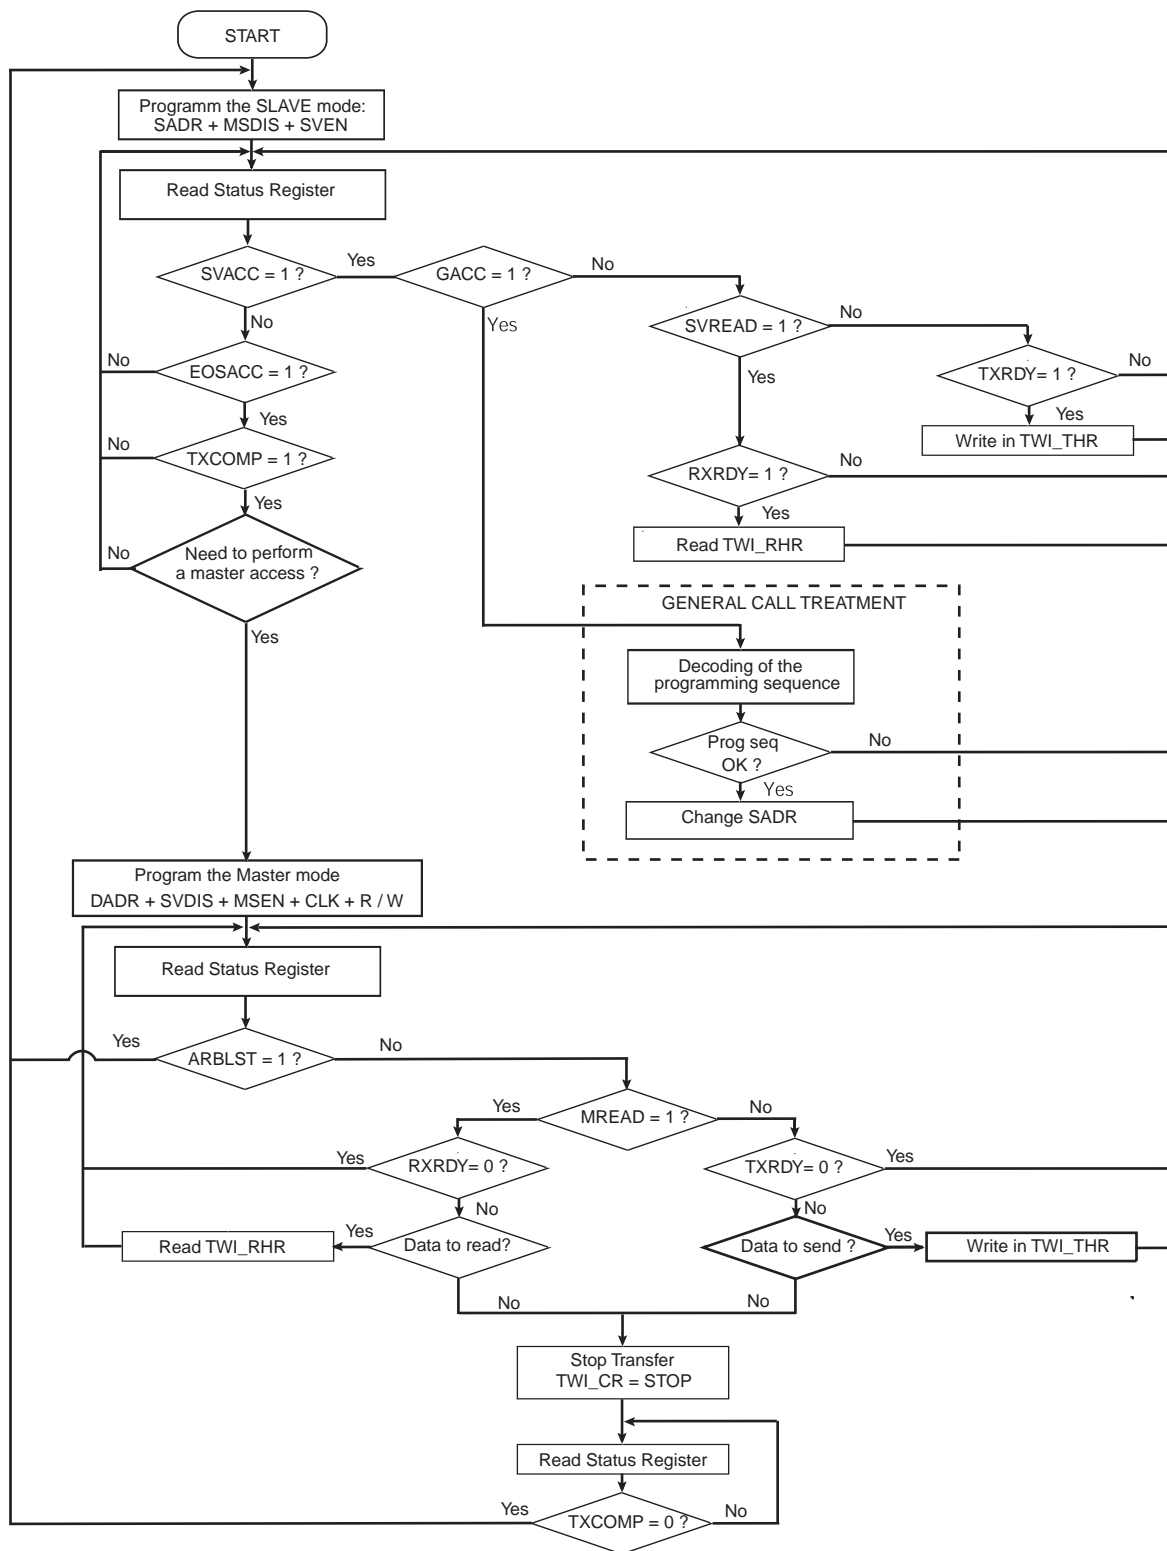 START
Programm the SLAVE mode:
SADR + MSDIS + SVEN
Read Status Register
SVACC = 1 ?
Yes
GACC = 1 ?
No
No
Yes
SVREAD = 1 ?
No
Yes
TXRDY= 1 ?
No
Yes
Write in TWI_THR
No
EOSACC = 1 ?
Yes
No
TXCOMP = 1 ?
Yes
RXRDY= 1 ?
No
Yes
Read TWI_RHR
No
Need to perform
a master access ?
Yes
GENERAL CALL TREATMENT
Decoding of the
programming sequence
Prog seq
OK ?
No
Yes
Change SADR
Program the Master mode
DADR + SVDIS + MSEN + CLK + R / W
Read Status Register
Yes
ARBLST = 1 ?
No
Yes
MREAD = 1 ?
No
Yes
RXRDY= 0 ?
No
TXRDY= 0 ?
Yes
No
Read TWI_RHR
Yes
Data to read?
No
Data to send ?
Yes
Write in TWI_THR
No
Stop Transfer
TWI_CR = STOP
Read Status Register
Yes
TXCOMP = 0 ?
No